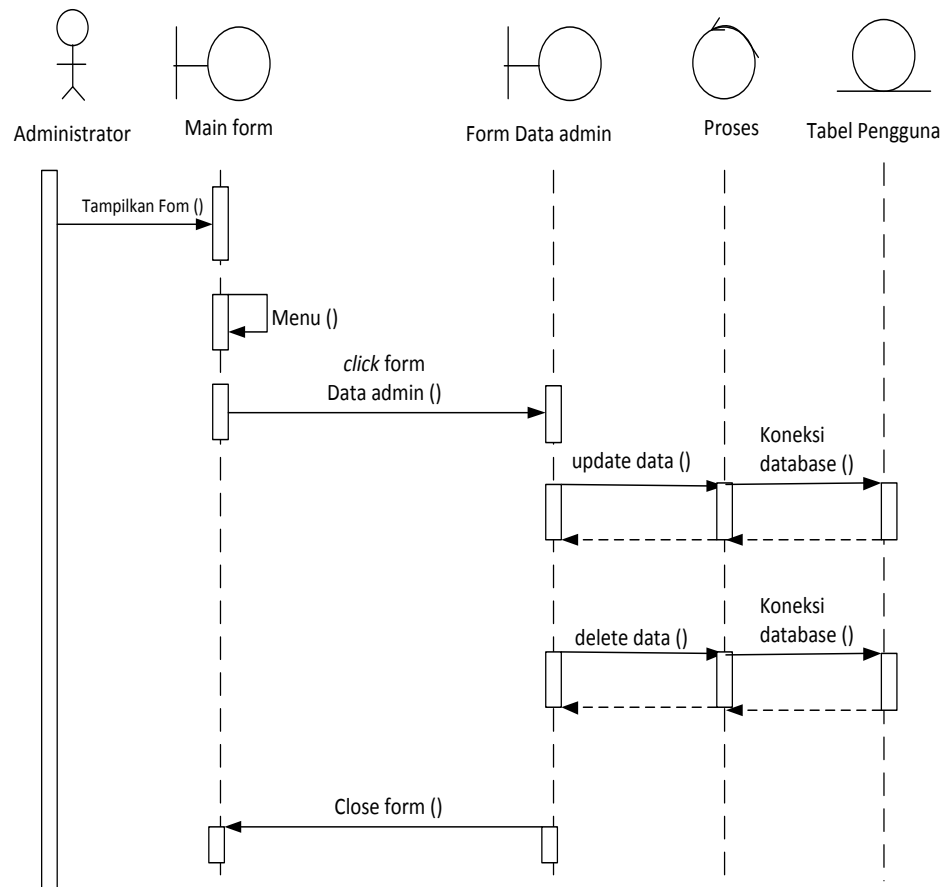 Administrator
Main form
Form Data admin
Proses
Tabel Pengguna
Tampilkan Fom ()
Menu ()
click form
Data admin ()
update data ()
Koneksi
database ()
delete data ()
Koneksi
database ()
Close form ()